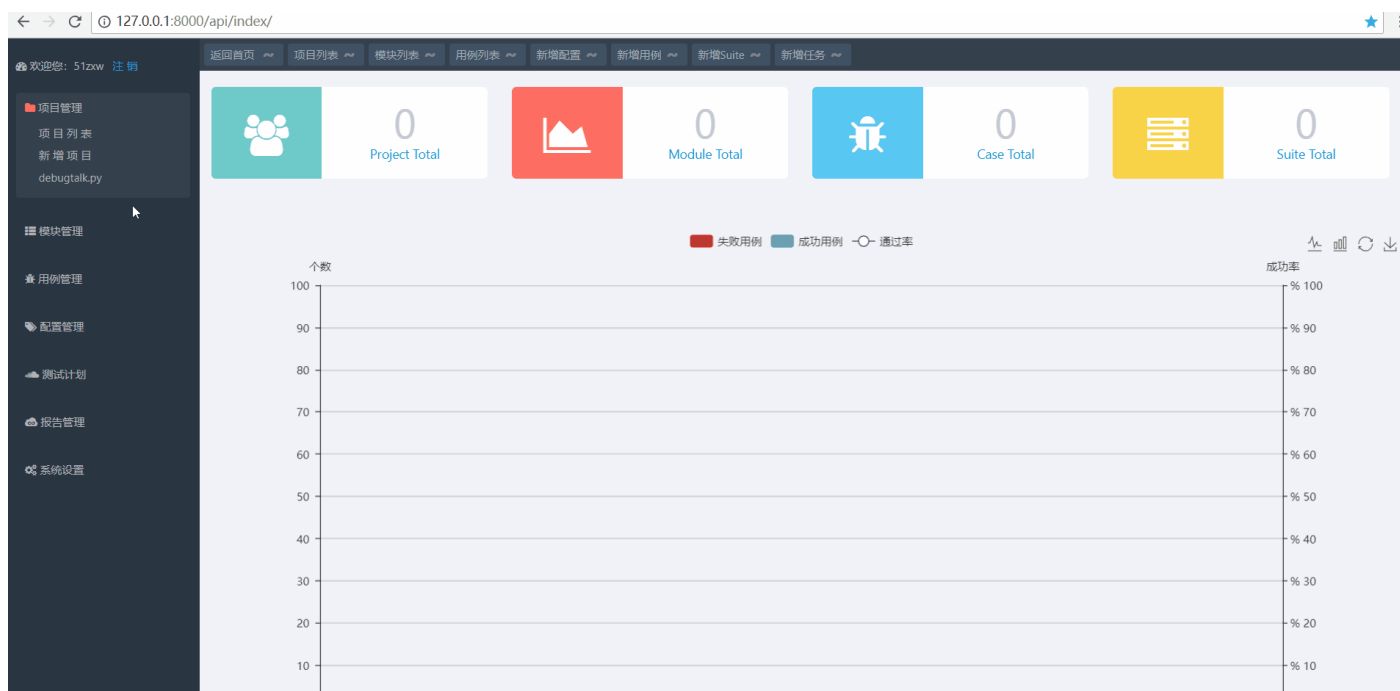 127.0.0.1:8000/api/index/
欢迎您：51zxw 注 销
返回首页 项目列表 模块列表 用例列表 新增配置 新增用例 新增Suite 新增任务
项目管理
项 目 列 表
新 增 项 目
debugtalk.py
模块管理
用例管理
配置管理
测试计划
报告管理
系统设置
0
Project Total
0
Module Total
0
Case Total
0
Suite Total
失败用例 成功用例 通过率
个数
成功率
100
% 100
90
% 90
80
% 80
70
% 70
60
% 60
50
% 50
40
% 40
30
% 30
20
% 20
10
% 10